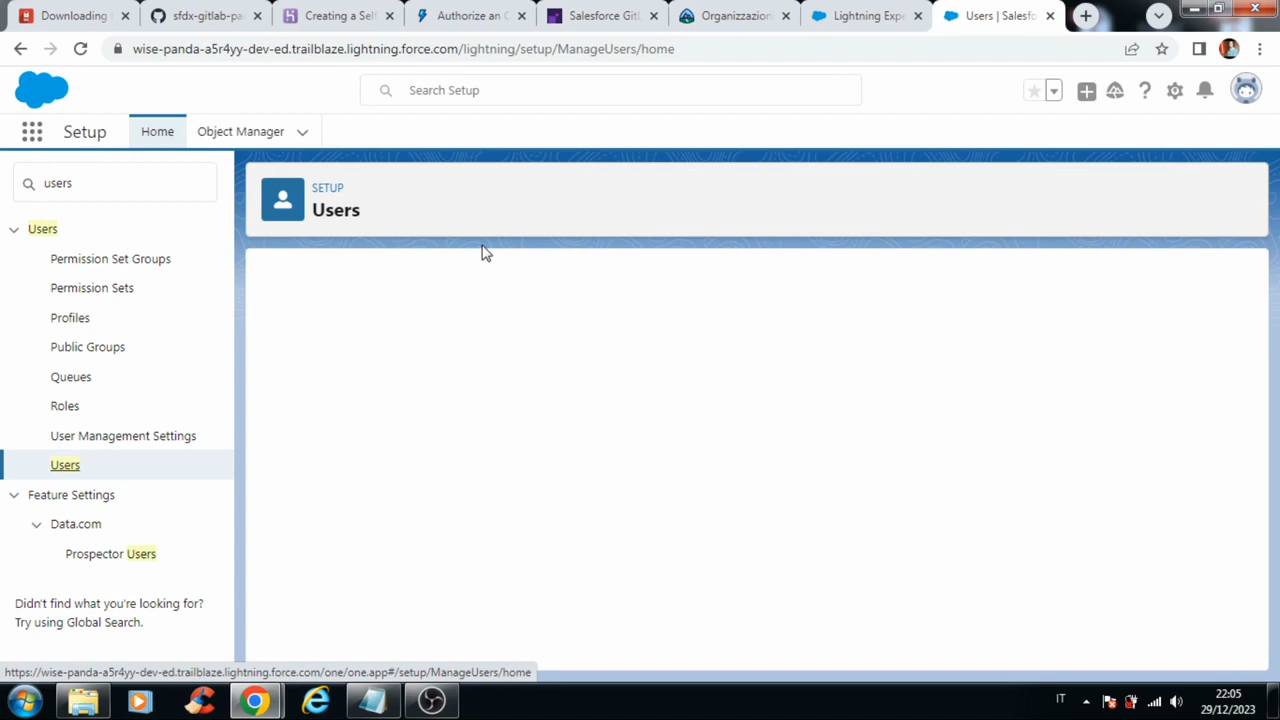 Downloading
sfdx-gitlab-pa
Creating a Sel
Authorize an
Salesforce Git
Organizzazion
Lightning Expe
Users | Salesfo
wise-panda-a5r4yy-dev-ed.trailblaze.lightning.force.com/lightning/setup/ManageUsers/home
Search Setup
Setup
Home
Object Manager
users
Users
Permission Set Groups
Permission Sets
Profiles
Public Groups
Queues
Roles
User Management Settings
Users
Feature Settings
Data.com
Prospector Users
Didn't find what you're looking for?
Try using Global Search.
SETUP
Users
https://wise-panda-a5r4yy-dev-ed.trailblaze.lightning.force.com/one/one.app#/setup/ManageUsers/home
IT
22:05
29/12/2023